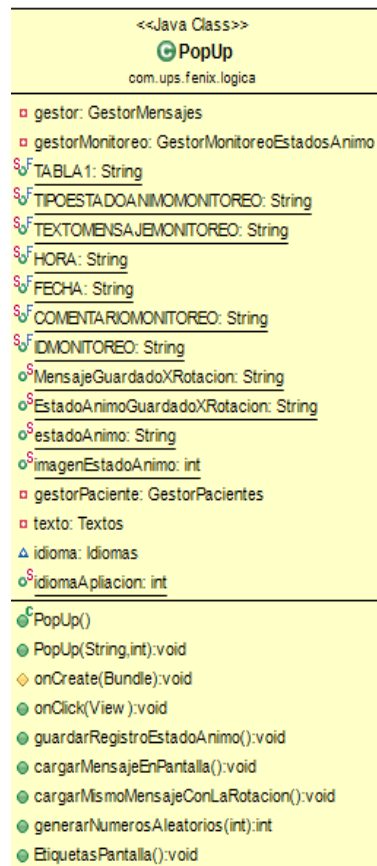 <<Java Class>>
PopUp
com.ups.fenix.logica
gestor: GestorMensajes
gestorMonitoreo: GestorMonitoreoEstadosAnimo
TABLA1: String
TIPOESTADOANIMOMONITOREO: String
TEXTOMENSAJEMONITOREO: String
HORA: String
FECHA: String
COMENTARIOMONITOREO: String
IDMONITOREO: String
MensajeGuardadoXRotacion: String
EstadoAnimoGuardadoXRotacion: String
estadoAnimo: String
imagenEstadoAnimo: int
gestorPaciente: GestorPacientes
texto: Textos
idioma: Idiomas
idiomaApliacion: int
PopUp()
PopUp(String,int):void
onCreate(Bundle):void
onClick(View):void
guardarRegistroEstadoAnimo():void
cargarMensajeEnPantalla():void
cargarMismoMensajeConLaRotacion():void
generarNumerosAleatorios(int):int
EtiquetasPantalla():void